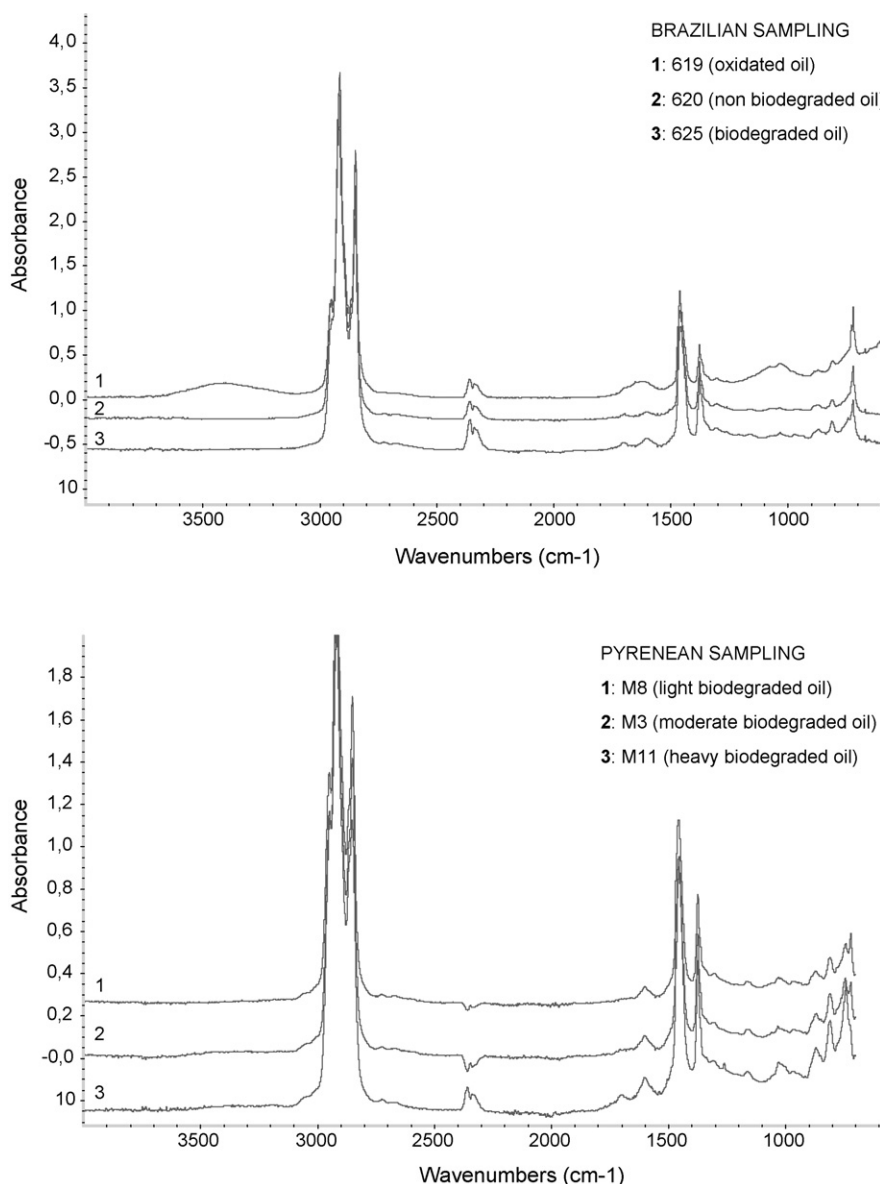 BRAZILIAN SAMPLING
1: 619 (oxidated oil)
2: 620 (non biodegraded oil)
3: 625 (biodegraded oil)
Absorbance
4,0
3,5
3,0
2,5
2,0
1,5
1,0
0,5
0,0
-0,5
10
1
2
3
3500 3000 2500 2000 1500 1000
Wavenumbers (cm-1)
PYRENEAN SAMPLING
1: M8 (light biodegraded oil)
2: M3 (moderate biodegraded oil)
3: M11 (heavy biodegraded oil)
Absorbance
1,8
1,6
1,4
1,2
1,0
0,8
0,6
0,4
0,2
-0,0
10
1
2
3
3500 3000 2500 2000 1500 1000
Wavenumbers (cm-1)